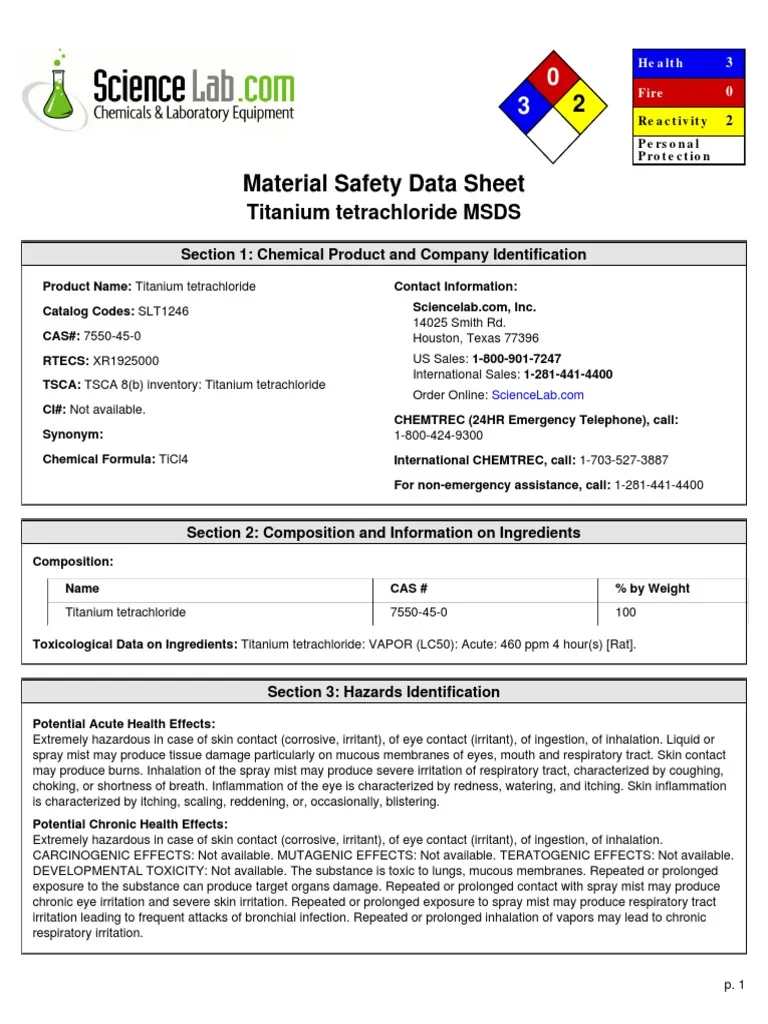 Science Lab.com
Chemicals & Laboratory Equipment
0
3
2
Health 3
Fire 0
Reactivity 2
Personal
Protection
Material Safety Data Sheet
Titanium tetrachloride MSDS
Section 1: Chemical Product and Company Identification
Product Name: Titanium tetrachloride
Catalog Codes: SLT1246
CAS#: 7550-45-0
RTECS: XR1925000
TSCA: TSCA 8(b) inventory: Titanium tetrachloride
CI#: Not available.
Synonym:
Chemical Formula: TiCl4
Contact Information:
Sciencelab.com, Inc.
14025 Smith Rd.
Houston, Texas 77396
US Sales: 1-800-901-7247
International Sales: 1-281-441-4400
Order Online: ScienceLab.com
CHEMTREC (24HR Emergency Telephone), call:
1-800-424-9300
International CHEMTREC, call: 1-703-527-3887
For non-emergency assistance, call: 1-281-441-4400
Section 2: Composition and Information on Ingredients
Composition:
Name CAS # % by Weight
Titanium tetrachloride 7550-45-0 100
Toxicological Data on Ingredients: Titanium tetrachloride: VAPOR (LC50): Acute: 460 ppm 4 hour(s) [Rat].
Section 3: Hazards Identification
Potential Acute Health Effects:
Extremely hazardous in case of skin contact (corrosive, irritant), of eye contact (irritant), of ingestion, of inhalation. Liquid or
spray mist may produce tissue damage particularly on mucous membranes of eyes, mouth and respiratory tract. Skin contact
may produce burns. Inhalation of the spray mist may produce severe irritation of respiratory tract, characterized by coughing,
choking, or shortness of breath. Inflammation of the eye is characterized by redness, watering, and itching. Skin inflammation
is characterized by itching, scaling, reddening, or, occasionally, blistering.
Potential Chronic Health Effects:
Extremely hazardous in case of skin contact (corrosive, irritant), of eye contact (irritant), of ingestion, of inhalation.
CARCINOGENIC EFFECTS: Not available. MUTAGENIC EFFECTS: Not available. TERATOGENIC EFFECTS: Not available.
DEVELOPMENTAL TOXICITY: Not available. The substance is toxic to lungs, mucous membranes. Repeated or prolonged
exposure to the substance can produce target organs damage. Repeated or prolonged contact with spray mist may produce
chronic eye irritation and severe skin irritation. Repeated or prolonged exposure to spray mist may produce respiratory tract
irritation leading to frequent attacks of bronchial infection. Repeated or prolonged inhalation of vapors may lead to chronic
respiratory irritation.
p. 1